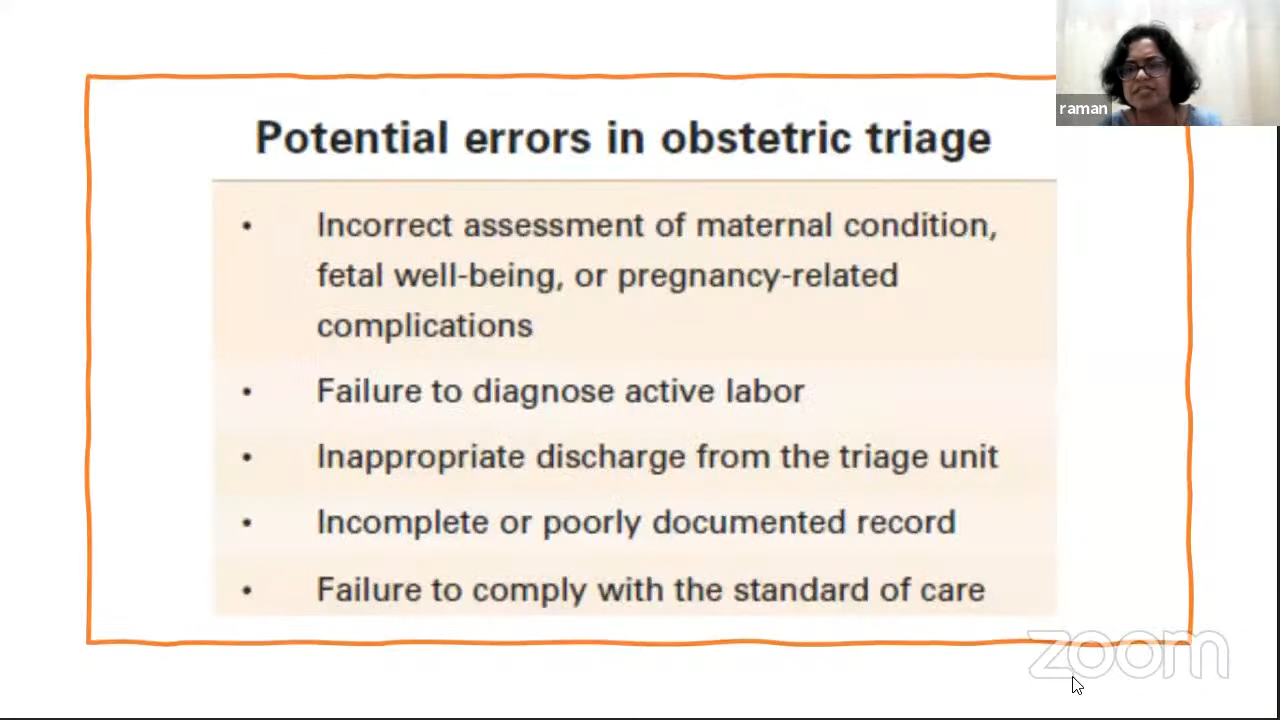 raman
Potential errors in obstetric triage
• Incorrect assessment of maternal condition,
fetal well-being, or pregnancy-related
complications
• Failure to diagnose active labor
• Inappropriate discharge from the triage unit
• Incomplete or poorly documented record
• Failure to comply with the standard of care
zoom